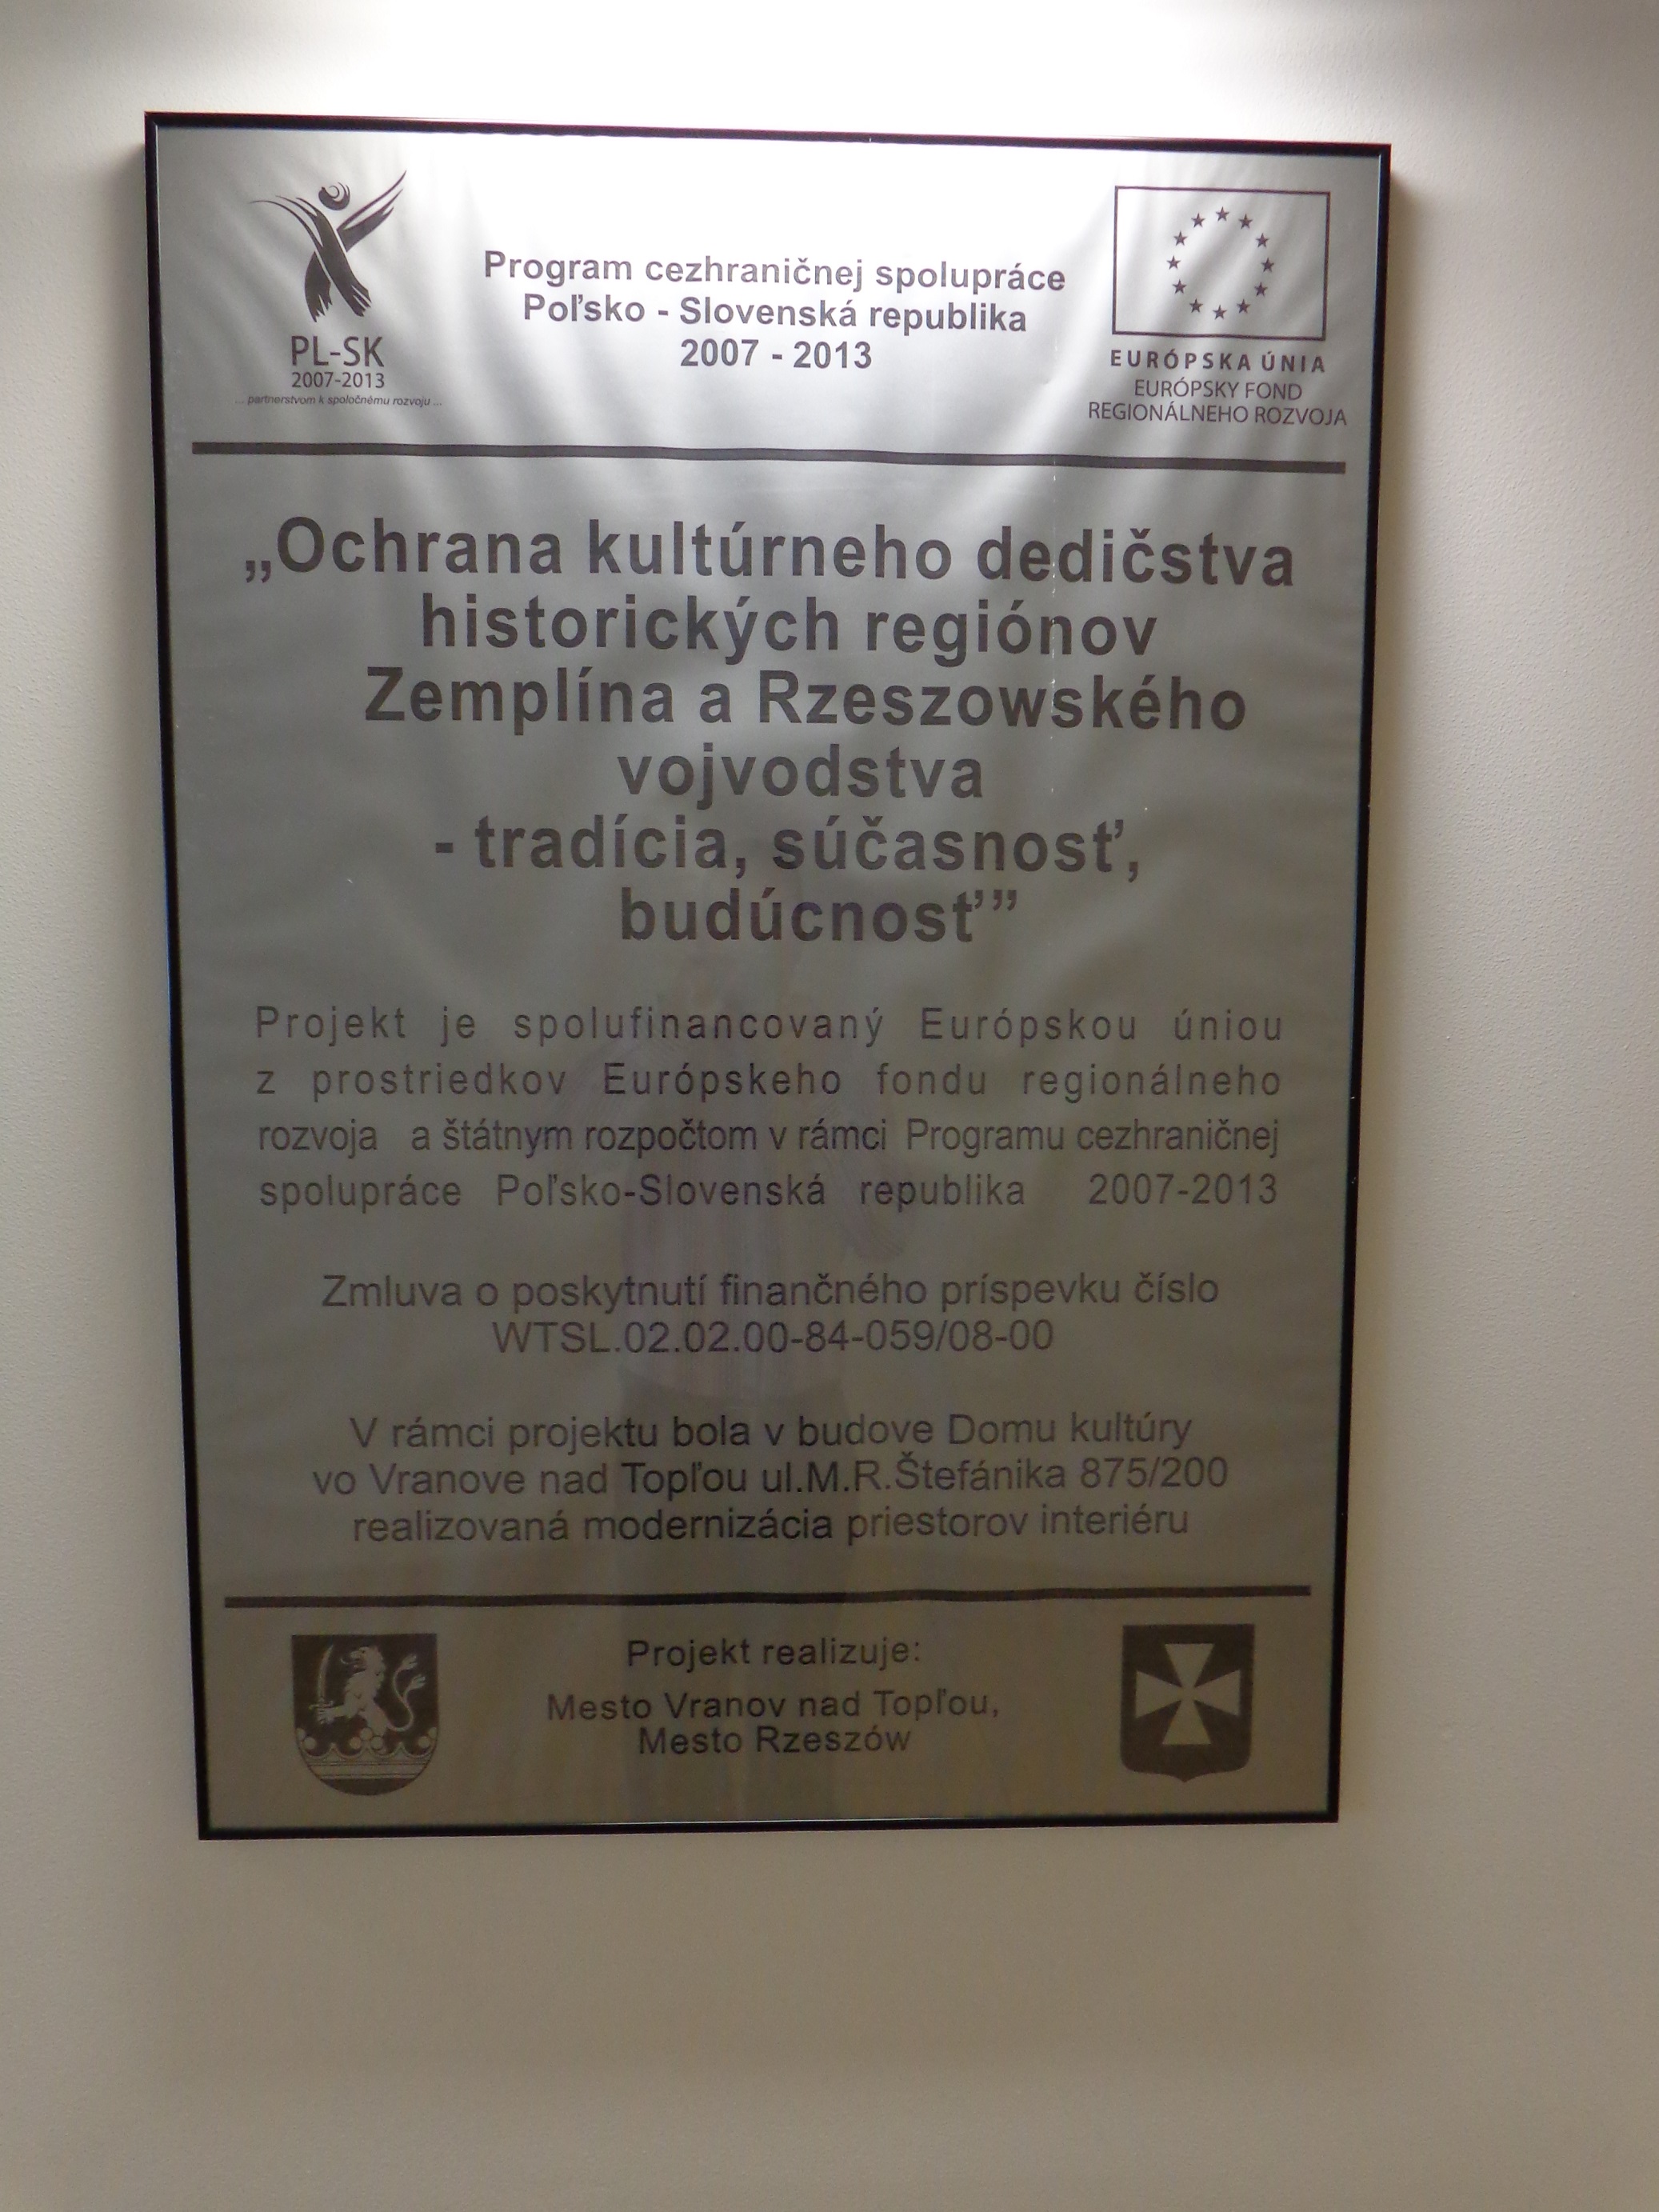 PL-SK
2007-2013
... partnerstvom k spoločnému rozvoju ...
Program cezhraničnej spolupráce
Poľsko - Slovenská republika
2007 - 2013
EURÓPSKA ÚNIA
EURÓPSKY FOND
REGIONÁLNEHO ROZVOJA
„Ochrana kultúrneho dedičstva
historických regiónov
Zemplína a Rzeszowského
vojvodstva
- tradícia, súčasnosť,
budúcnosť”
Projekt je spolufinancovaný Európskou úniou
z prostriedkov Európskeho fondu regionálneho
rozvoja a štátnym rozpočtom v rámci Programu cezhraničnej
spolupráce Poľsko-Slovenská republika 2007-2013
Zmluva o poskytnutí finančného príspevku číslo
WTSL.02.02.00-84-059/08-00
V rámci projektu bola v budove Domu kultúry
vo Vranove nad Topľou ul.M.R.Štefánika 875/200
realizovaná modernizácia priestorov interiéru
Projekt realizuje:
Mesto Vranov nad Topľou,
Mesto Rzeszów